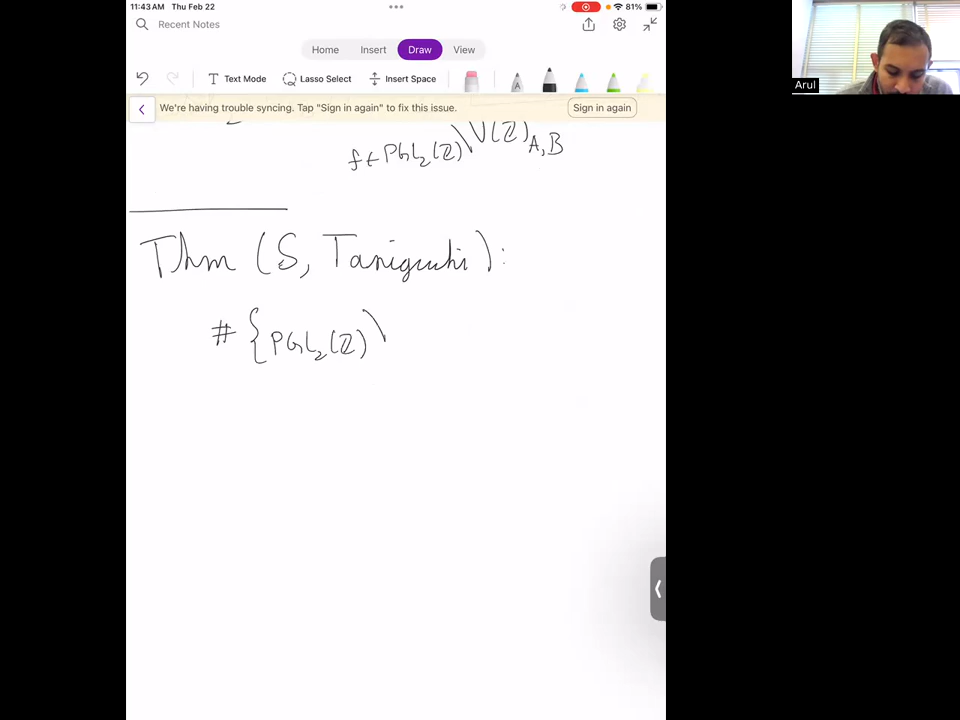 11:43 AM Thu Feb 22
81%
Recent Notes
Home Insert Draw View
Text Mode Lasso Select Insert Space
We're having trouble syncing. Tap "Sign in again" to fix this issue. Sign in again
f ∈ PGL₂(ℤ)\V(ℤ)_{A,B}
Thm (S, Taniguchi):
# {PGL₂(ℤ)\
Arul